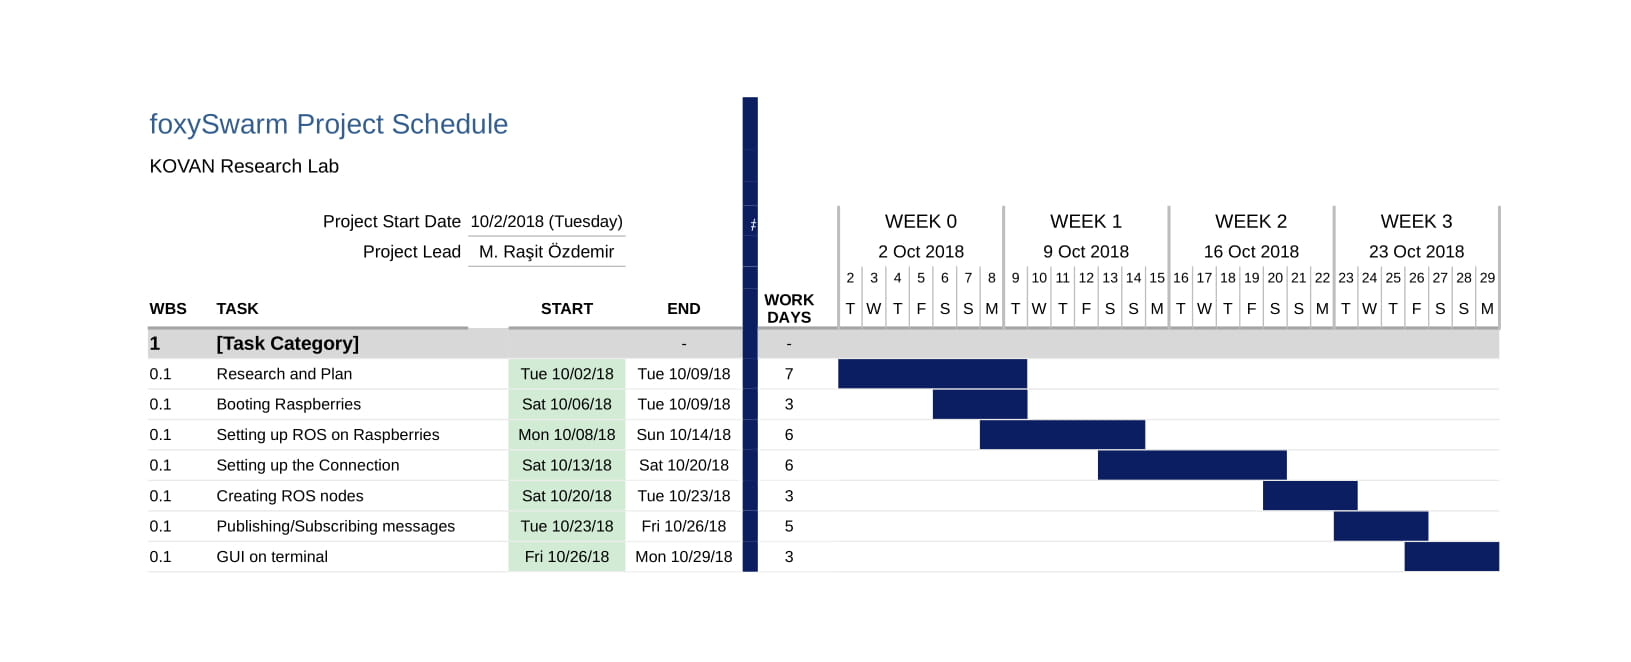 foxySwarm Project Schedule
KOVAN Research Lab
Project Start Date 10/2/2018 (Tuesday) WEEK 0 WEEK 1 WEEK 2 WEEK 3
Project Lead M. Raşit Özdemir 2 Oct 2018 9 Oct 2018 16 Oct 2018 23 Oct 2018
2 3 4 5 6 7 8 9 10 11 12 13 14 15 16 17 18 19 20 21 22 23 24 25 26 27 28 29
WBS TASK START END WORK DAYS T W T F S S M T W T F S S M T W T F S S M T W T F S S M
1 [Task Category] - -
0.1 Research and Plan Tue 10/02/18 Tue 10/09/18 7
0.1 Booting Raspberries Sat 10/06/18 Tue 10/09/18 3
0.1 Setting up ROS on Raspberries Mon 10/08/18 Sun 10/14/18 6
0.1 Setting up the Connection Sat 10/13/18 Sat 10/20/18 6
0.1 Creating ROS nodes Sat 10/20/18 Tue 10/23/18 3
0.1 Publishing/Subscribing messages Tue 10/23/18 Fri 10/26/18 5
0.1 GUI on terminal Fri 10/26/18 Mon 10/29/18 3